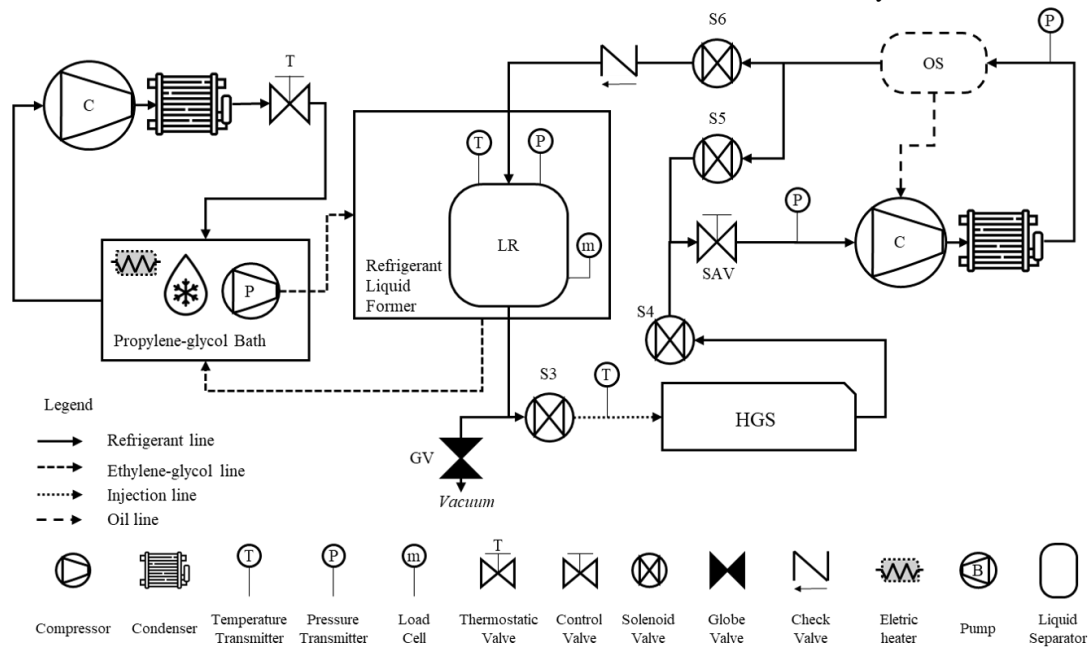 S6
P
T
OS
C
S5
T
P
P
LR
m
SAV
C
Refrigerant
Liquid
Former
P
Propylene-glycol Bath
S4
S3
T
Legend
HGS
Refrigerant line
GV
Ethylene-glycol line
Injection line
Vacuum
Oil line
T
P
m
T
B
Temperature
Transmitter
Pressure
Transmitter
Load
Cell
Thermostatic
Valve
Control
Valve
Solenoid
Valve
Globe
Valve
Check
Valve
Eletric
heater
Liquid
Separator
Compressor
Condenser
Pump